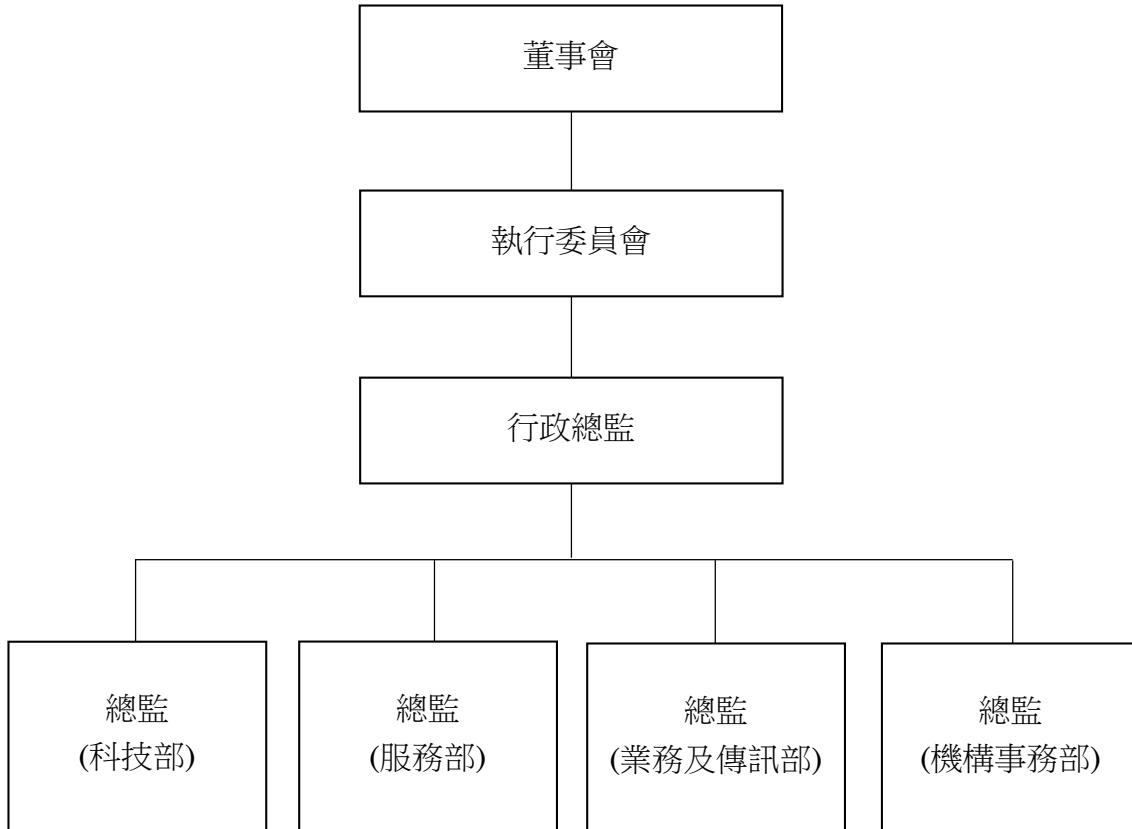 董事會
執行委員會
行政總監
總監
(科技部)
總監
(服務部)
總監
(業務及傳訊部)
總監
(機構事務部)